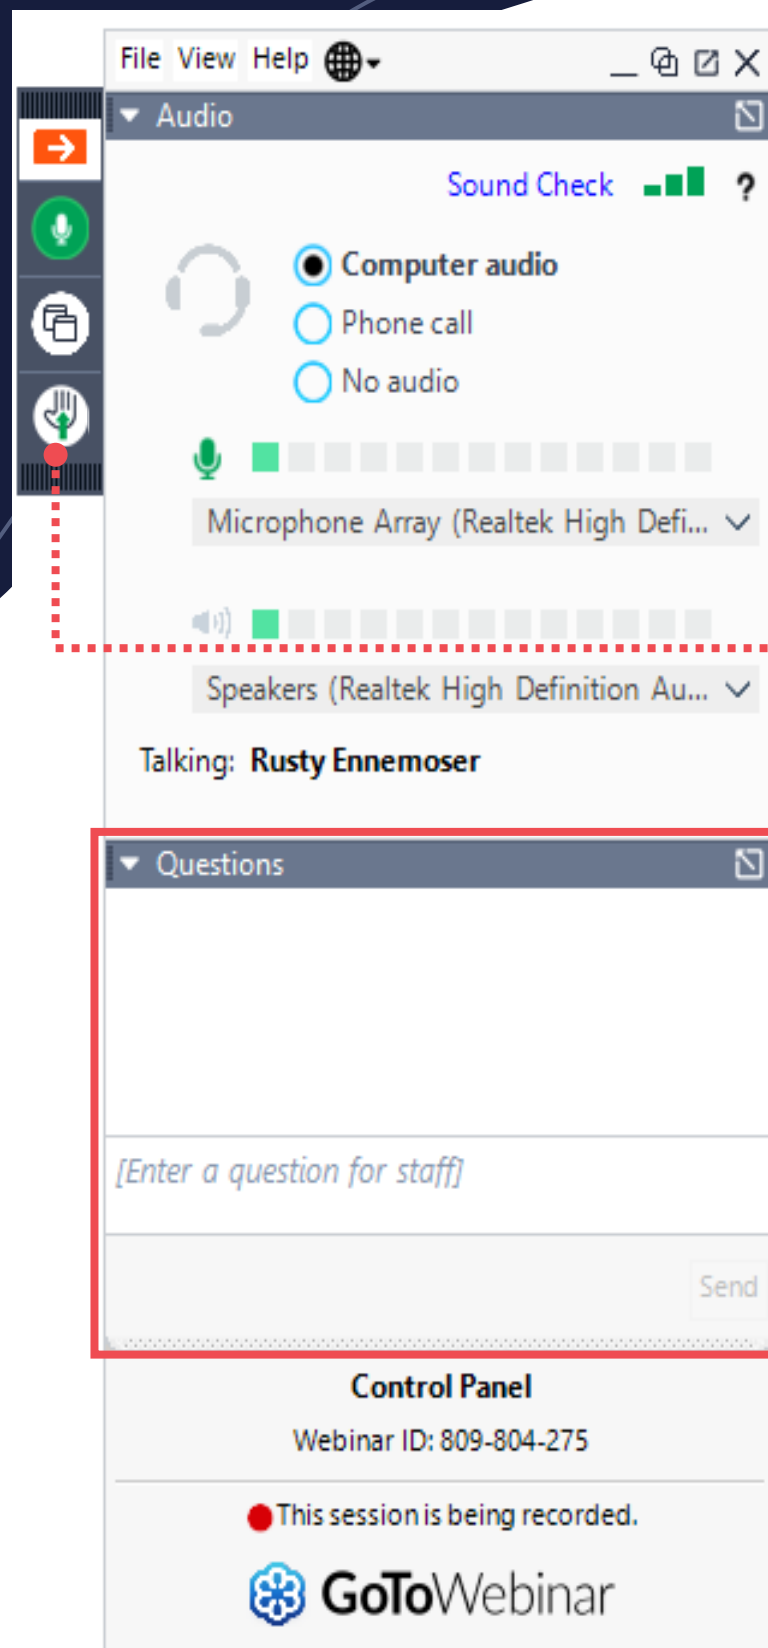 File View Help
Audio
Sound Check ?
Computer audio
Phone call
No audio
Microphone Array (Realtek High Defi...
Speakers (Realtek High Definition Au...
Talking: Rusty Ennemoser
Questions
[Enter a question for staff]
Send
Control Panel
Webinar ID: 809-804-275
This session is being recorded.
GoToWebinar